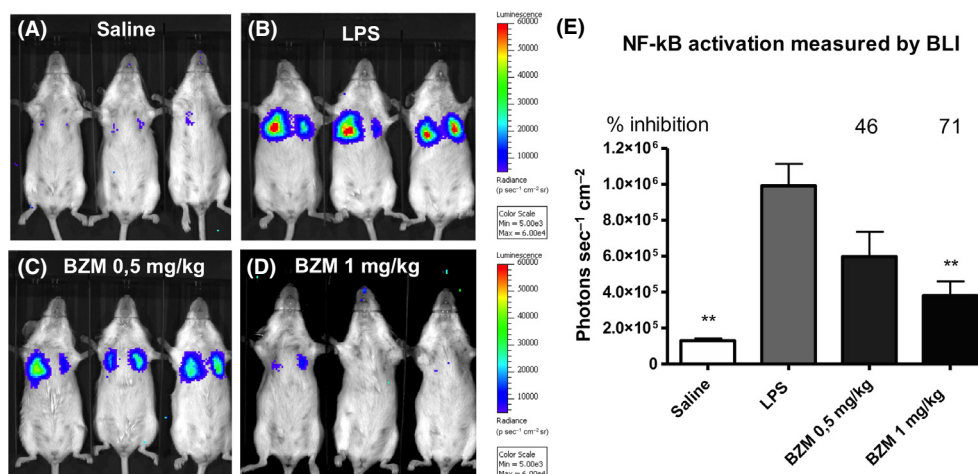 (A)
Saline
(B)
LPS
Luminescence
60000
50000
40000
30000
20000
10000
Radiance
(p sec⁻¹ cm⁻² sr)
Color Scale
Min = 5.00e3
Max = 6.00e4
(C)
BZM 0,5 mg/kg
(D)
BZM 1 mg/kg
Luminescence
60000
50000
40000
30000
20000
10000
Radiance
(p sec⁻¹ cm⁻² sr)
Color Scale
Min = 5.00e3
Max = 6.00e4
(E)
NF-kB activation measured by BLI
% inhibition 46 71
Photons sec⁻¹ cm⁻²
1.2×10⁶
1.0×10⁶
8.0×10⁵
6.0×10⁵
4.0×10⁵
2.0×10⁵
0
**
**
Saline
LPS
BZM 0,5 mg/kg
BZM 1 mg/kg